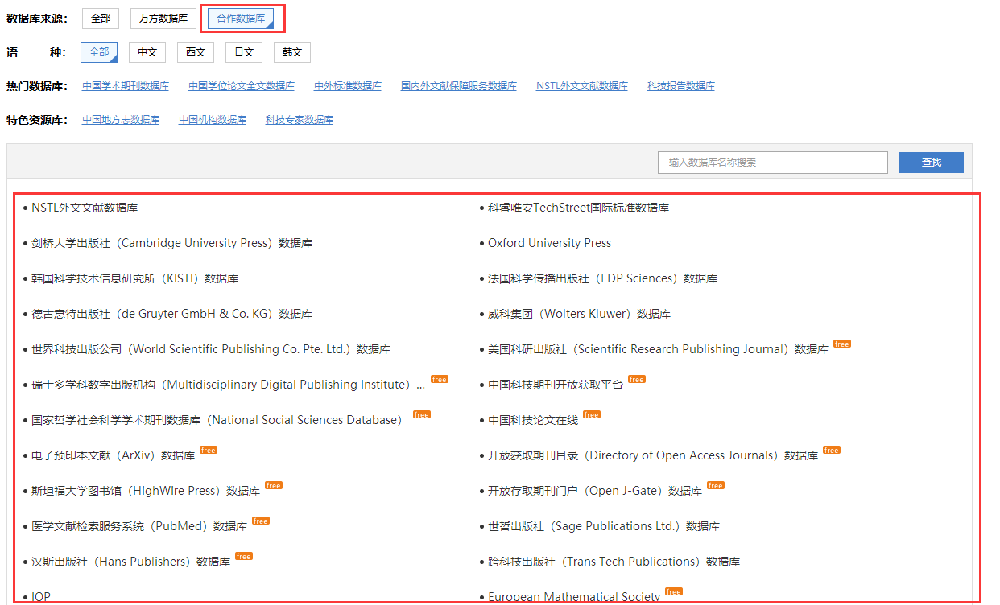 数据库来源： 全部 万方数据库 合作数据库
语 种： 全部 中文 西文 日文 韩文
热门数据库： 中国学术期刊数据库 中国学位论文全文数据库 中外标准数据库 国内外文献保障服务数据库 NSTL外文文献数据库 科技报告数据库
特色资源库： 中国地方志数据库 中国机构数据库 科技专家数据库
输入数据库名称搜索 查找
• NSTL外文文献数据库 • 科睿唯安TechStreet国际标准数据库
• 剑桥大学出版社（Cambridge University Press）数据库 • Oxford University Press
• 韩国科学技术信息研究所（KISTI）数据库 • 法国科学传播出版社（EDP Sciences）数据库
• 德古意特出版社（de Gruyter GmbH & Co. KG）数据库 • 威科集团（Wolters Kluwer）数据库
• 世界科技出版公司（World Scientific Publishing Co. Pte. Ltd.）数据库 • 美国科研出版社（Scientific Research Publishing Journal）数据库 free
• 瑞士多学科数字出版机构（Multidisciplinary Digital Publishing Institute）... free • 中国科技期刊开放获取平台 free
• 国家哲学社会科学学术期刊数据库（National Social Sciences Database） free • 中国科技论文在线 free
• 电子预印本文献（ArXiv）数据库 free • 开放获取期刊目录（Directory of Open Access Journals）数据库 free
• 斯坦福大学图书馆（HighWire Press）数据库 free • 开放存取期刊门户（Open J-Gate）数据库 free
• 医学文献检索服务系统（PubMed）数据库 free • 世哲出版社（Sage Publications Ltd.）数据库
• 汉斯出版社（Hans Publishers）数据库 free • 跨科技出版社（Trans Tech Publications）数据库
• IOP • European Mathematical Society free